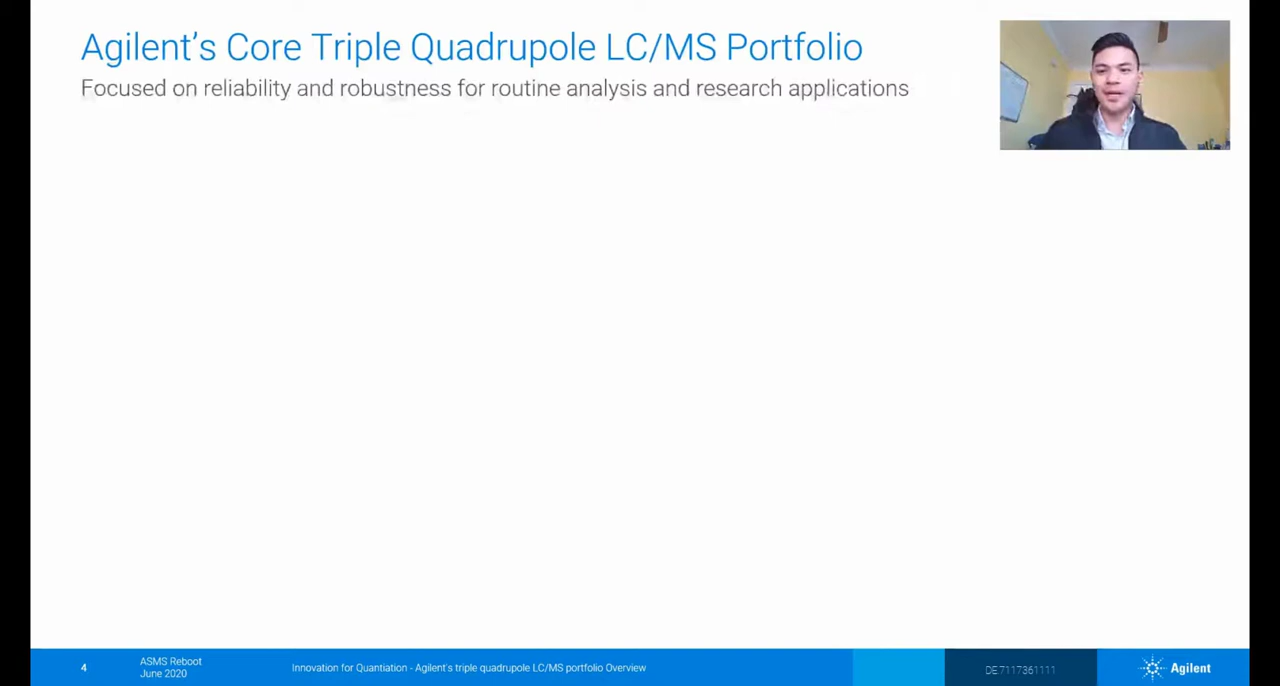 Agilent's Core Triple Quadrupole LC/MS Portfolio
Focused on reliability and robustness for routine analysis and research applications
4
ASMS Reboot
June 2020
Innovation for Quantiation - Agilent's triple quadrupole LC/MS portfolio Overview
DE7117361111
Agilent